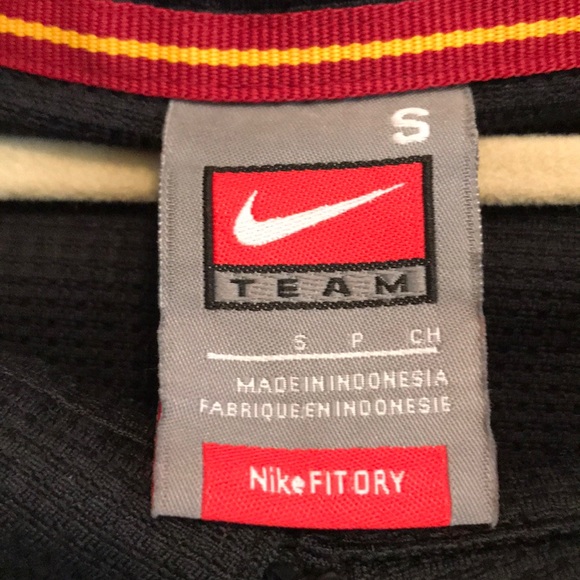 S
TEAM
S P CH
MADE IN INDONESIA
FABRIQUE EN INDONESIE
Nike FIT DRY